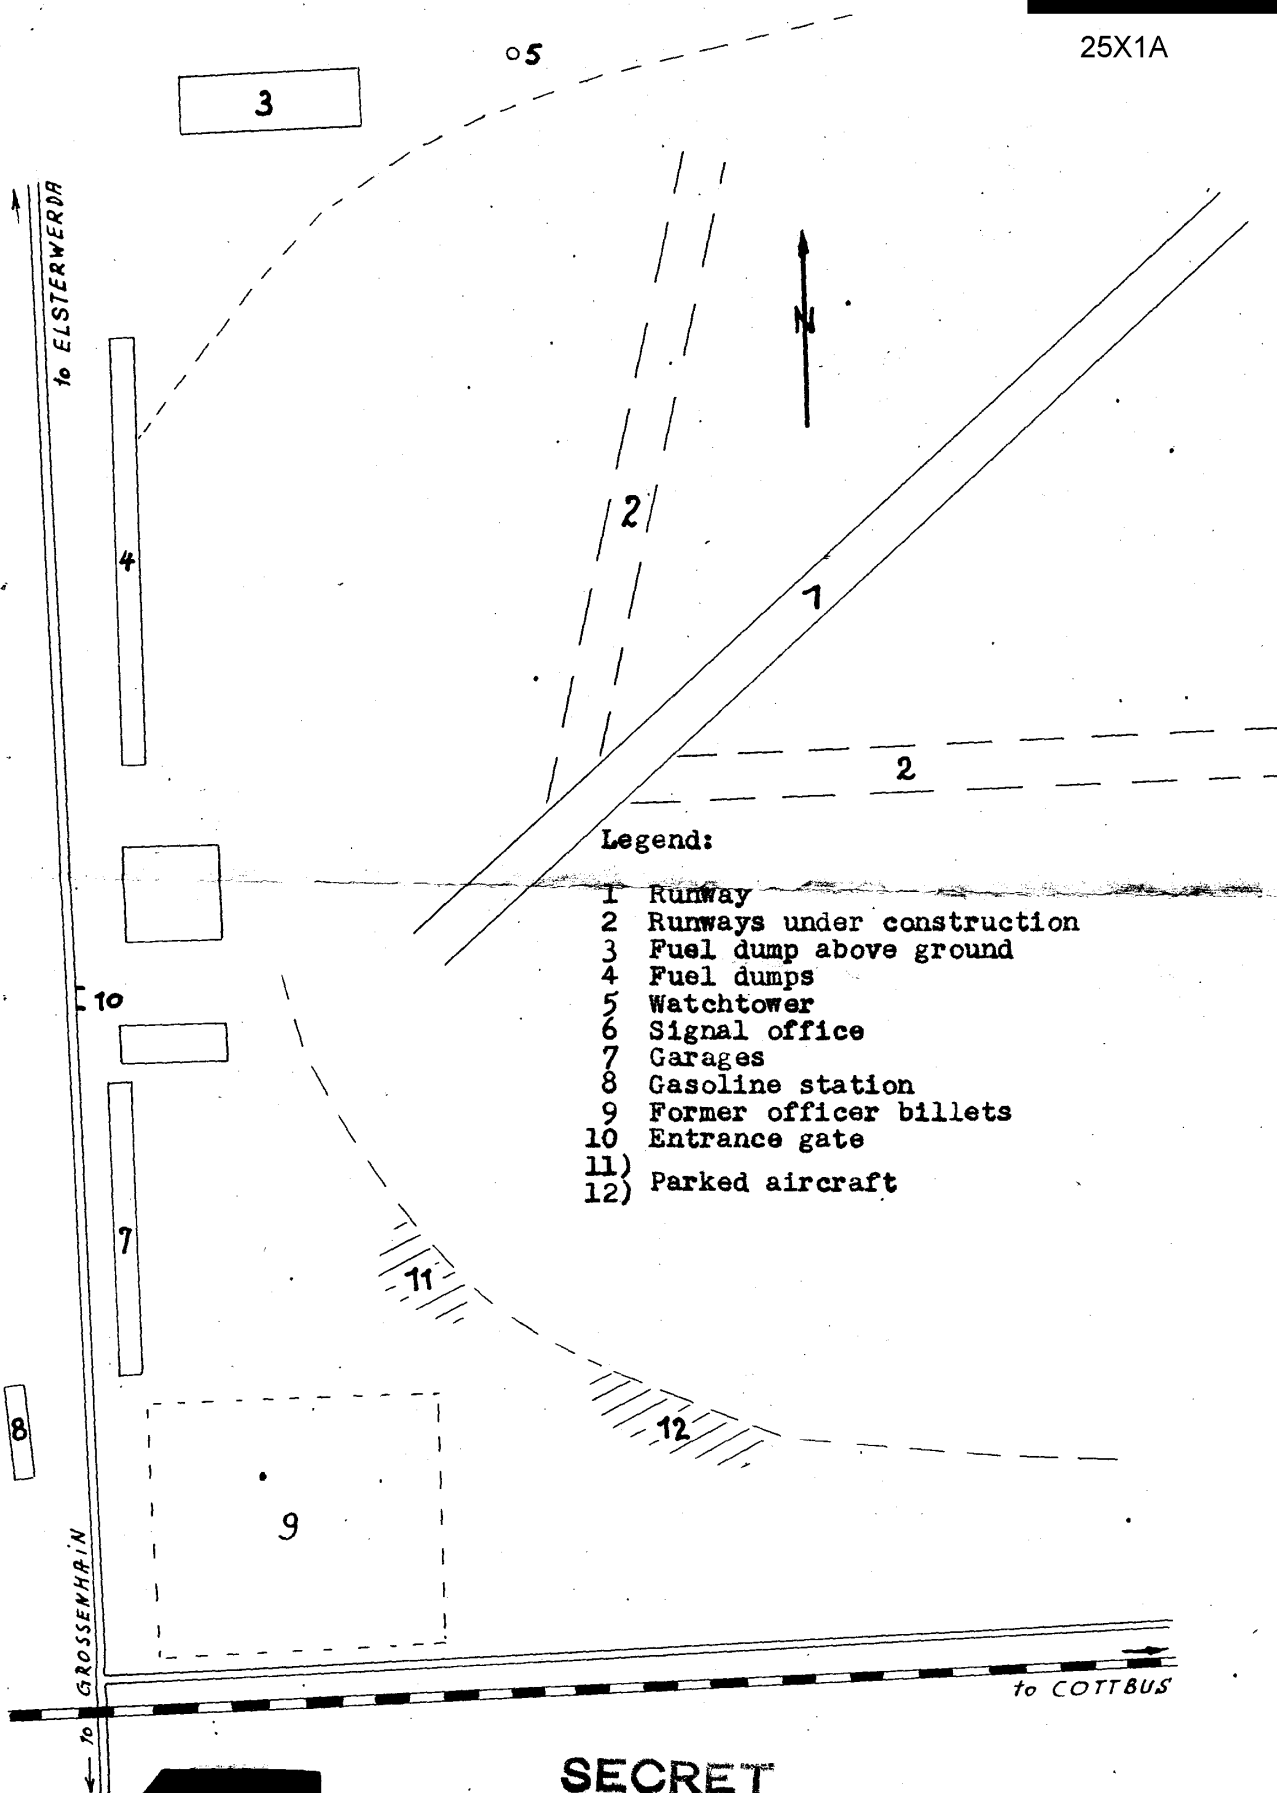 25X1A
5
3
to ELSTERWERDA
N
4
2
1
2
Legend:
1 Runway
2 Runways under construction
3 Fuel dump above ground
4 Fuel dumps
5 Watchtower
6 Signal office
7 Garages
8 Gasoline station
9 Former officer billets
10 Entrance gate
11)
12) Parked aircraft
10
7
11
8
12
9
to GROSSENHAIN
to COTTBUS
SECRET